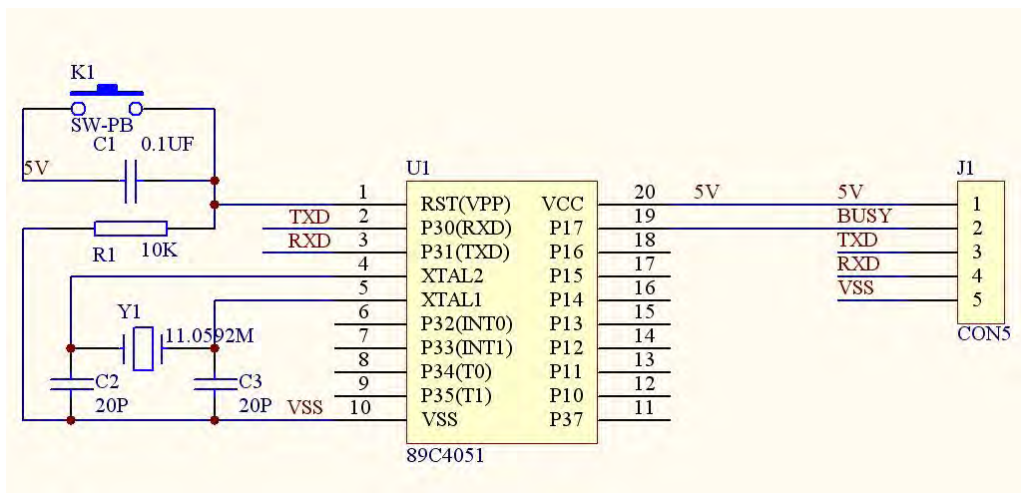 K1
SW-PB
C1 0.1UF
5V
R1 10K
Y1
11.0592M
C2
20P
C3
20P
VSS
TXD
RXD
U1
1 RST(VPP) VCC 20
2 P30(RXD) P17 19
3 P31(TXD) P16 18
4 XTAL2 P15 17
5 XTAL1 P14 16
6 P32(INT0) P13 15
7 P33(INT1) P12 14
8 P34(T0) P11 13
9 P35(T1) P10 12
10 VSS P37 11
89C4051
5V
J1
5V 1
BUSY 2
TXD 3
RXD 4
VSS 5
CON5